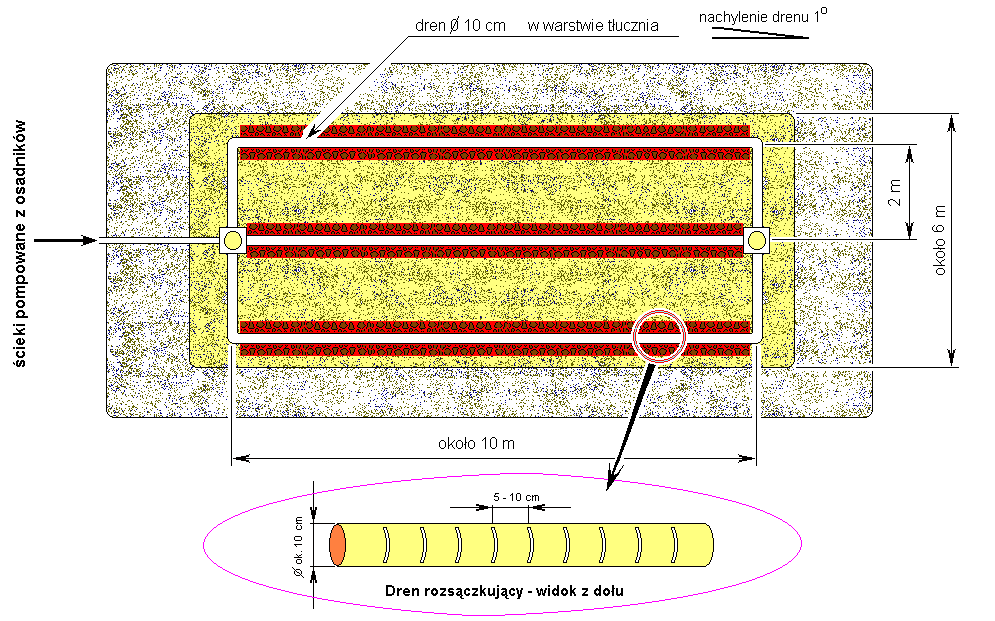 nachylenie drenu 1°
dren Ø 10 cm w warstwie tłucznia
ścieki pompowane z osadników
2 m
około 6 m
około 10 m
5 - 10 cm
Ø ok. 10 cm
Dren rozsączkujący - widok z dołu